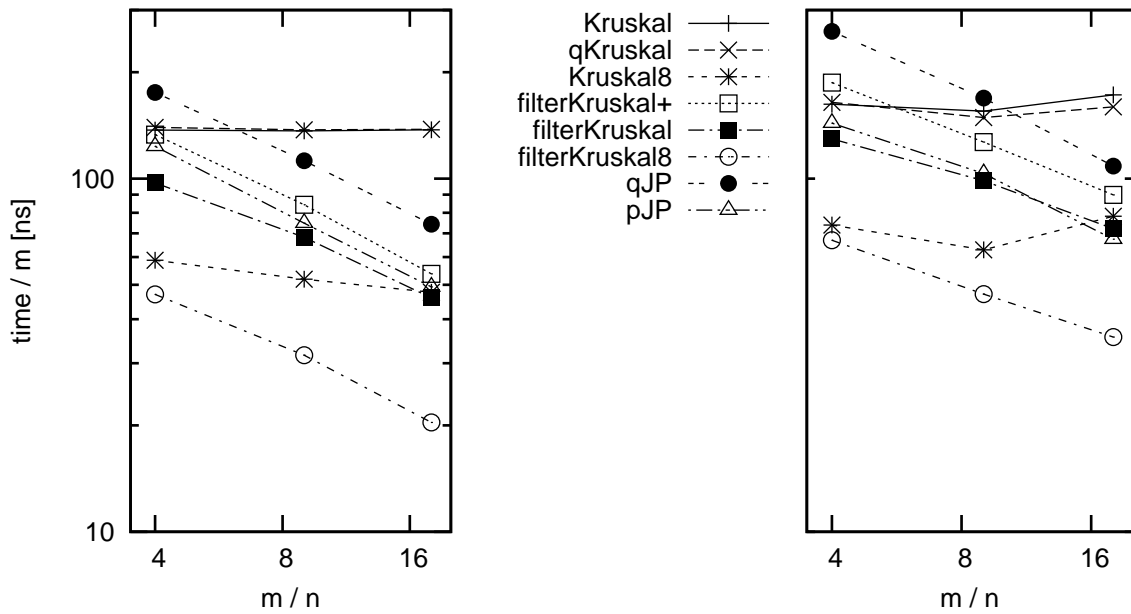 time / m [ns]
100
10
4
8
16
m / n
Kruskal
qKruskal
Kruskal8
filterKruskal+
filterKruskal
filterKruskal8
qJP
pJP
4
8
16
m / n